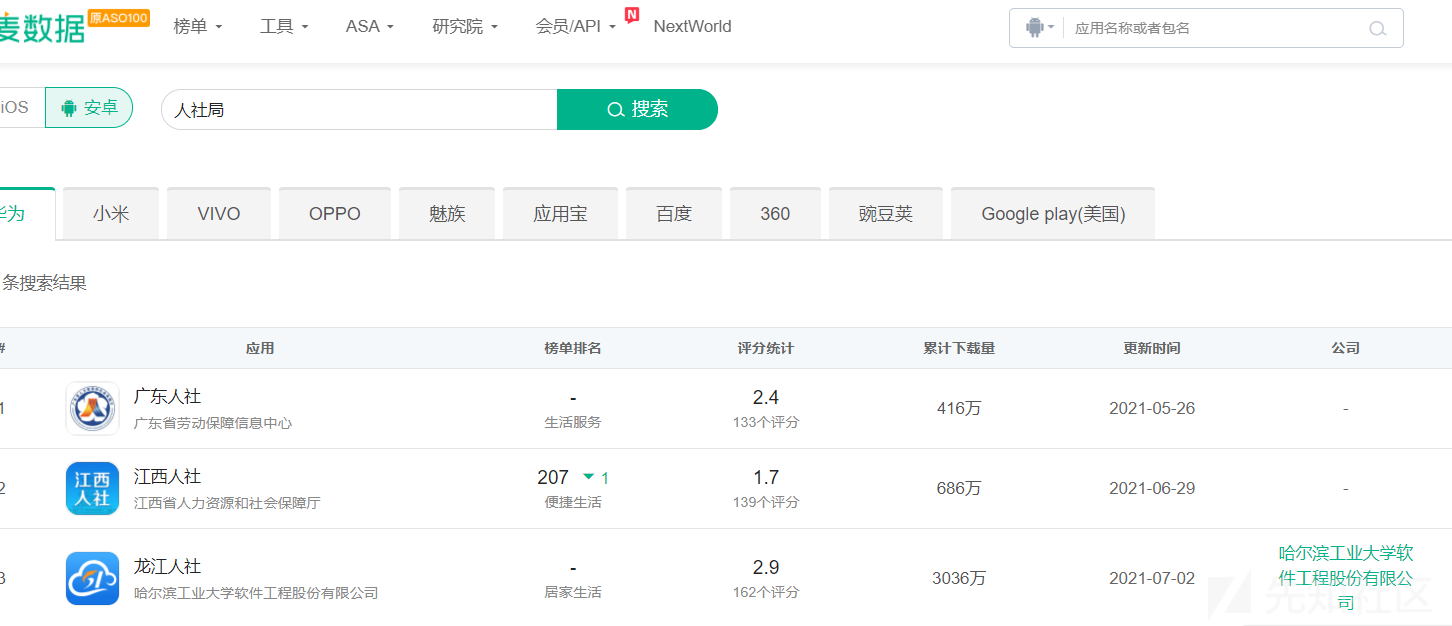 麦数据 原ASO100 榜单 工具 ASA 研究院 会员/API N NextWorld 应用名称或者包名
iOS 安卓 人社局 搜索
华为 小米 VIVO OPPO 魅族 应用宝 百度 360 豌豆荚 Google play(美国)
条搜索结果
# 应用 榜单排名 评分统计 累计下载量 更新时间 公司
1 广东人社 - 2.4 416万 2021-05-26 -
广东省劳动保障信息中心 生活服务 133个评分
江西人社
2 江西人社 207 1 1.7 686万 2021-06-29 -
江西省人力资源和社会保障厅 便捷生活 139个评分
3 龙江人社 - 2.9 3036万 2021-07-02 哈尔滨工业大学软
件工程股份有限公
司
哈尔滨工业大学软件工程股份有限公司 居家生活 162个评分
先知社区